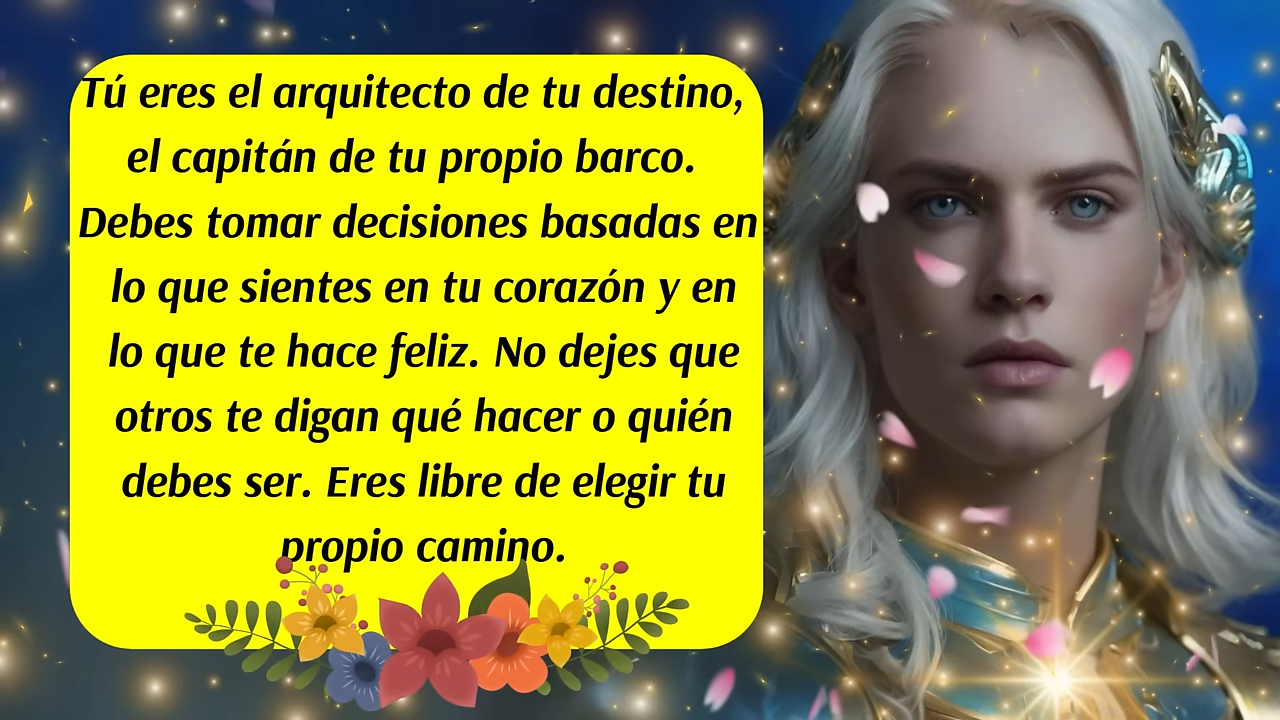 Tú eres el arquitecto de tu destino,
el capitán de tu propio barco.
Debes tomar decisiones basadas en
lo que sientes en tu corazón y en
lo que te hace feliz. No dejes que
otros te digan qué hacer o quién
debes ser. Eres libre de elegir tu
propio camino.